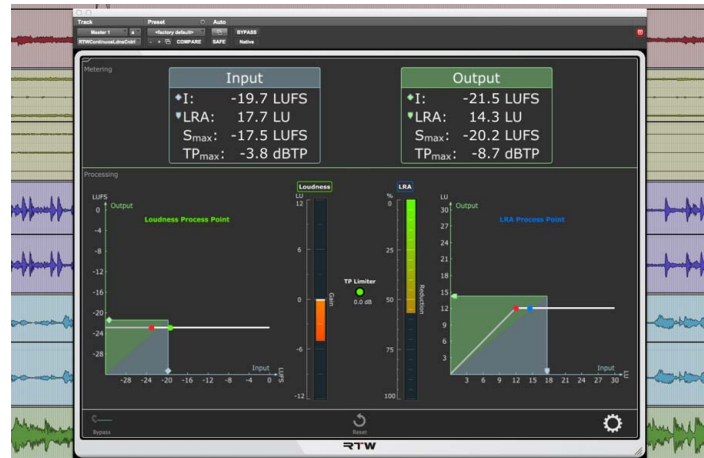 Track Preset Auto
Master 1 a <factory default> BYPASS
RTWContinuousLdnsCntrl - + COMPARE SAFE Native
Metering
Input
I: -19.7 LUFS
LRA: 17.7 LU
Smax: -17.5 LUFS
TPmax: -3.8 dBTP
Output
I: -21.5 LUFS
LRA: 14.3 LU
Smax: -20.2 LUFS
TPmax: -8.7 dBTP
Processing
LUFS
Output
Loudness Process Point
0
-4
-8
-12
-16
-20
-24
-28
Input
-28 -24 -20 -16 -12 -8 -4 0 LUFS
Loudness
LU
12
6
0
-6
-12
Gain
TP Limiter
0.0 dB
LRA
%
0
25
50
75
100
Reduction
LU
Output
LRA Process Point
30
27
24
21
18
15
12
9
6
3
Input
3 6 9 12 15 18 21 24 27 30 LU
Bypass
Reset
RTW